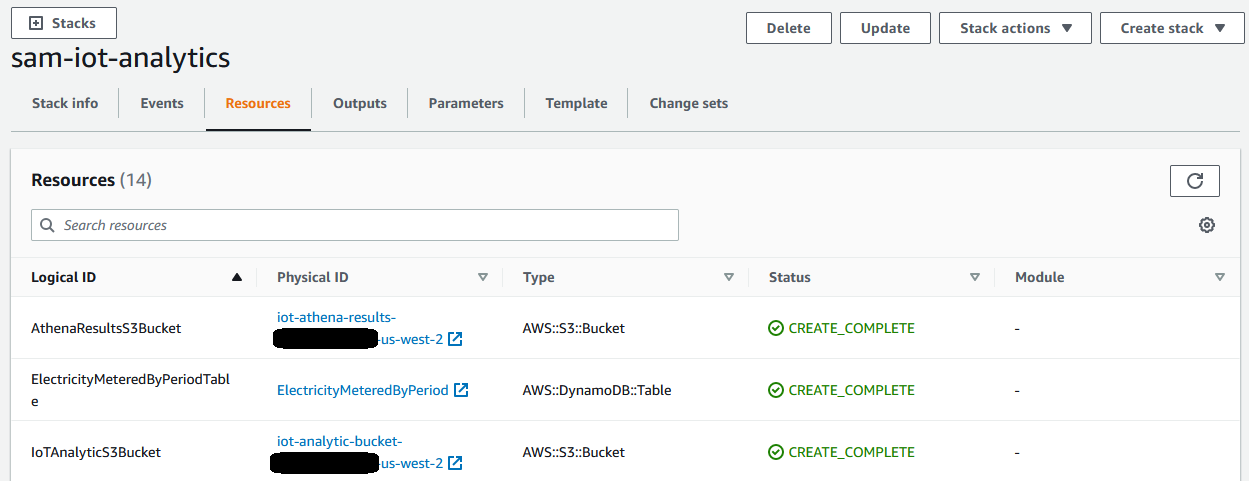 Stacks
Delete
Update
Stack actions
Create stack
sam-iot-analytics
Stack info
Events
Resources
Outputs
Parameters
Template
Change sets
Resources (14)
Search resources
Logical ID
Physical ID
Type
Status
Module
AthenaResultsS3Bucket
iot-athena-results-
-us-west-2
AWS::S3::Bucket
CREATE_COMPLETE
-
ElectricityMeteredByPeriodTabl
e
ElectricityMeteredByPeriod
AWS::DynamoDB::Table
CREATE_COMPLETE
-
IoTAnalyticS3Bucket
iot-analytic-bucket-
-us-west-2
AWS::S3::Bucket
CREATE_COMPLETE
-